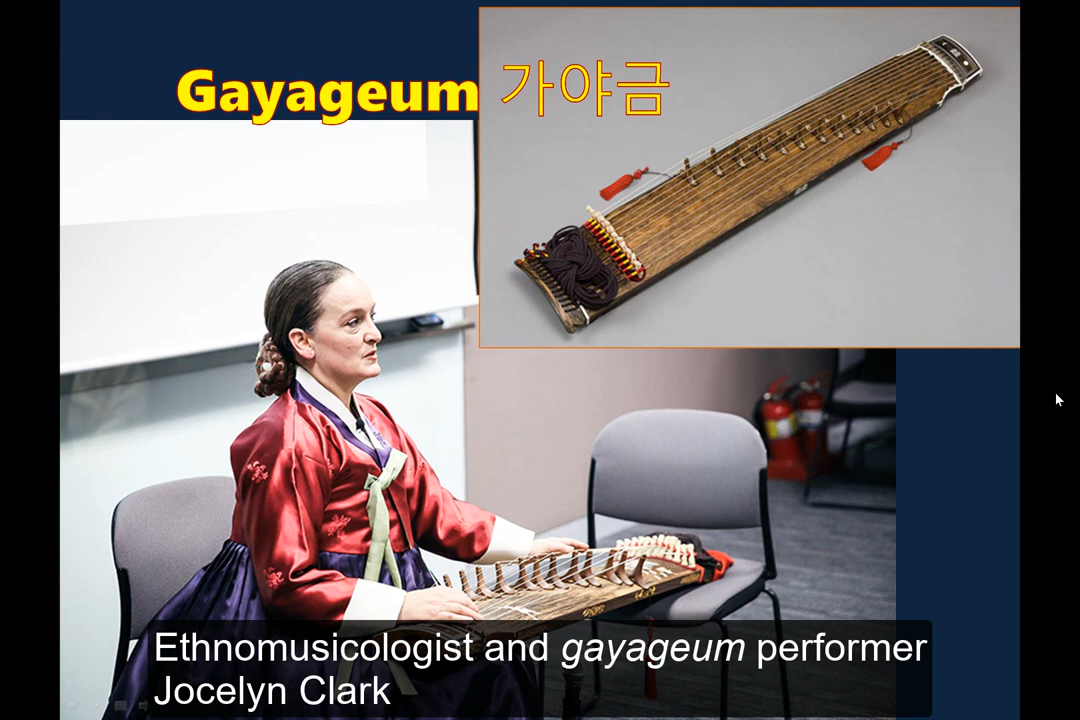 Gayageum 가야금
Ethnomusicologist and gayageum performer
Jocelyn Clark